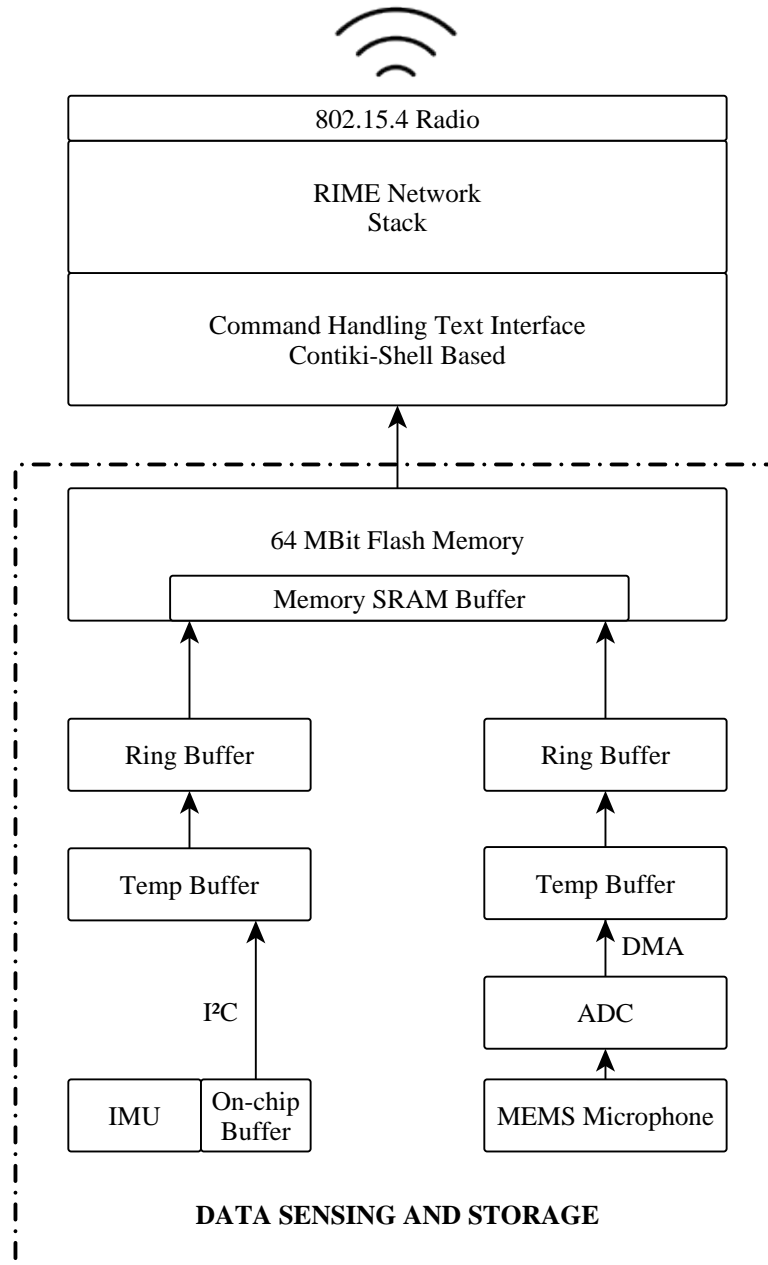 802.15.4 Radio
RIME Network
Stack
Command Handling Text Interface
Contiki-Shell Based
64 MBit Flash Memory
Memory SRAM Buffer
Ring Buffer
Ring Buffer
Temp Buffer
Temp Buffer
DMA
I²C
ADC
IMU
On-chip
Buffer
MEMS Microphone
DATA SENSING AND STORAGE